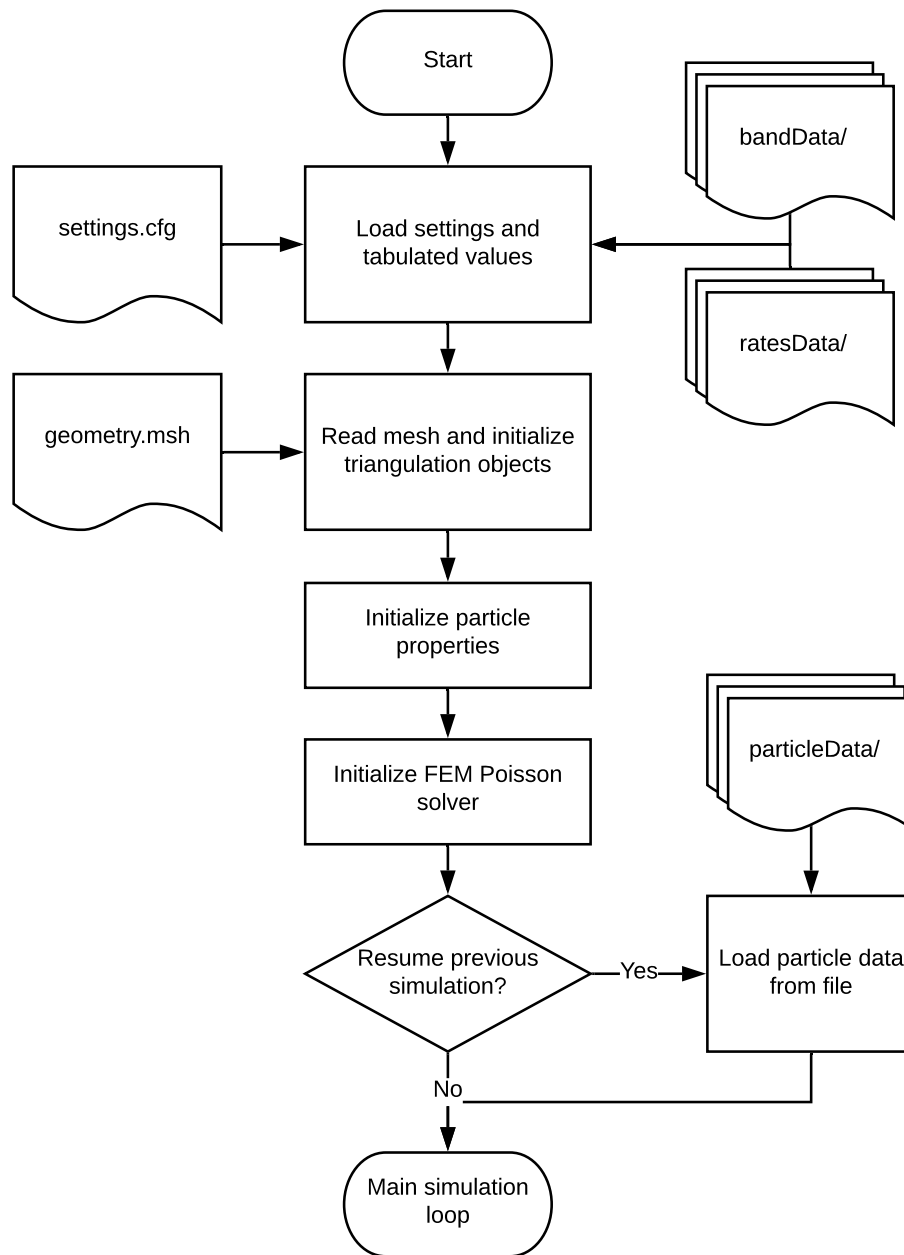 Start
bandData/
settings.cfg
Load settings and
tabulated values
ratesData/
geometry.msh
Read mesh and initialize
triangulation objects
Initialize particle
properties
particleData/
Initialize FEM Poisson
solver
Resume previous
simulation?
Yes
Load particle data
from file
No
Main simulation
loop